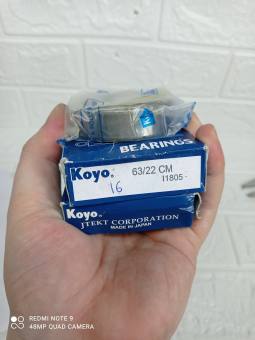 BEARINGS
Koyo® 63/22 CM
16 11805-
Koyo®
JTEKT CORPORATION
MADE IN JAPAN
REDMI NOTE 9
48MP QUAD CAMERA